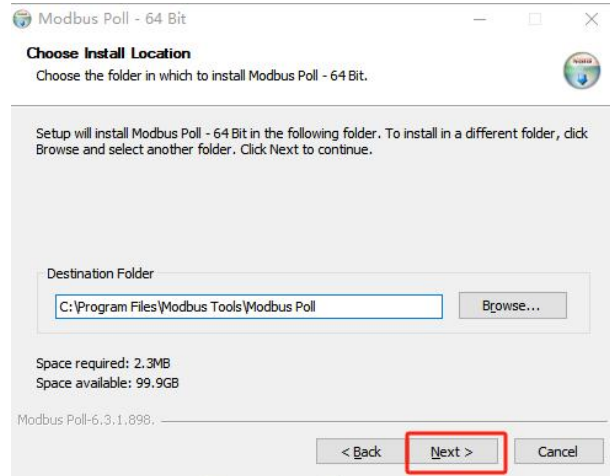 Modbus Poll - 64 Bit
Choose Install Location
Choose the folder in which to install Modbus Poll - 64 Bit.
Setup will install Modbus Poll - 64 Bit in the following folder. To install in a different folder, click
Browse and select another folder. Click Next to continue.
Destination Folder
C:\Program Files\Modbus Tools\Modbus Poll
Browse...
Space required: 2.3MB
Space available: 99.9GB
Modbus Poll-6.3.1.898.
< Back
Next >
Cancel